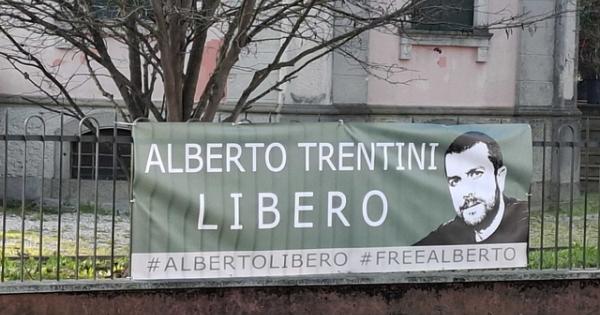 ALBERTO TRENTINI
LIBERO
#ALBERTOLIBERO #FREEALBERTO